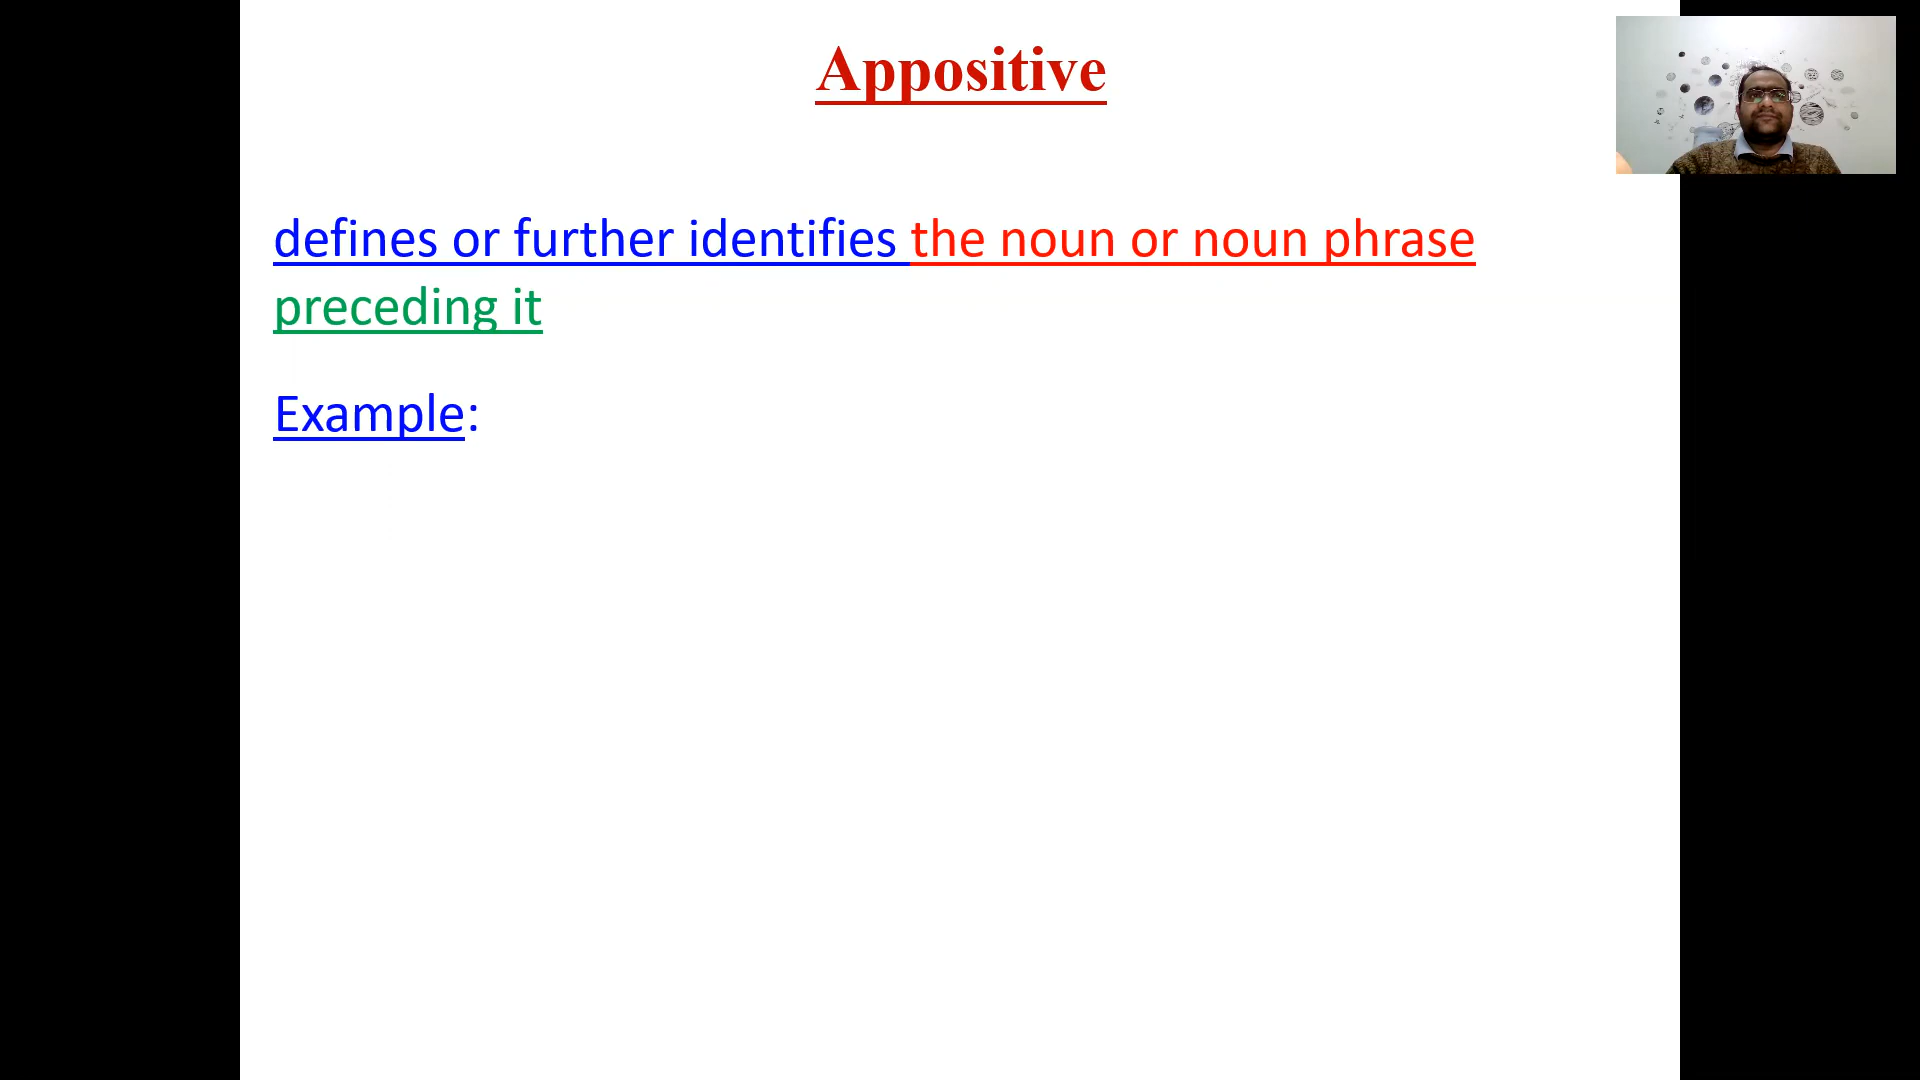 Appositive
defines or further identifies the noun or noun phrase
preceding it
Example: